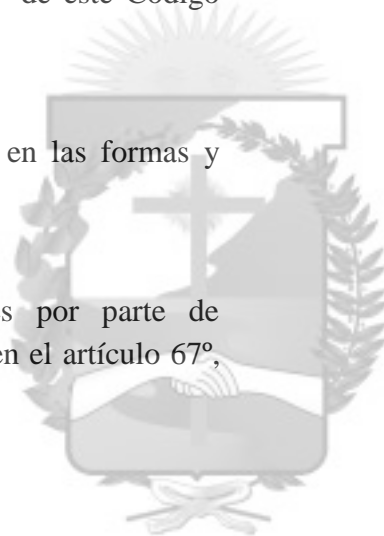 de este Código
en las formas y
s por parte de
en el artículo 67º,